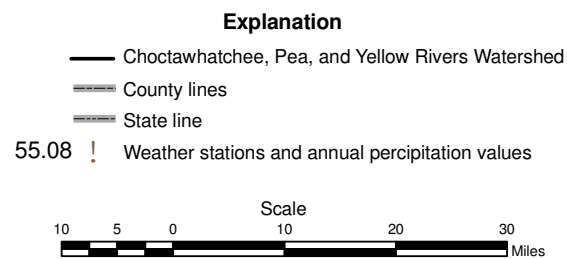 Explanation
Choctawhatchee, Pea, and Yellow Rivers Watershed
County lines
State line
55.08 ! Weather stations and annual percipitation values
Scale
10 5 0 10 20 30
Miles